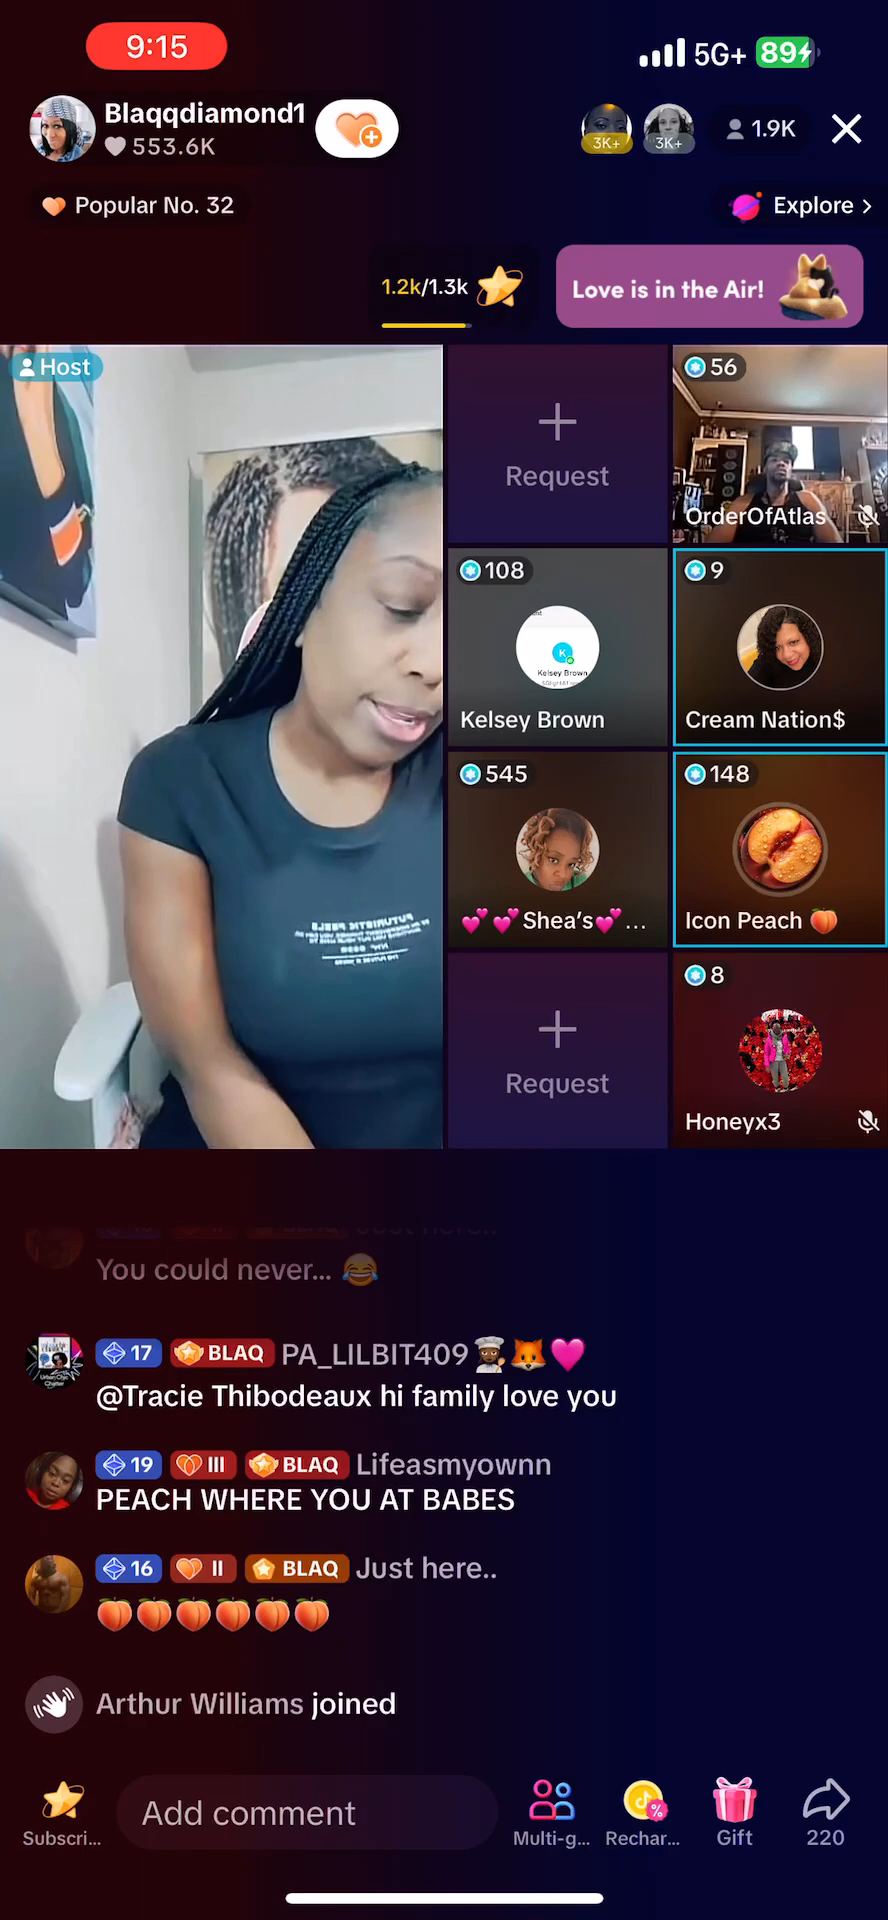 9:15
5G+ 89
Blaqqdiamond1
553.6K
3K+
3K+
1.9K
Popular No. 32
Explore >
1.2k/1.3k
Love is in the Air!
Host
Request
56
OrderOfAtlas
108
K
Kelsey Brown
Kelsey Brown
9
Cream Nation$
545
💕💕Shea's💕...
148
Icon Peach 🍑
Request
8
Honeyx3
FUTURISTIC FEELS
You could never... 😂
17 BLAQ PA_LILBIT409👩🏾‍🍳🦊🩷
@Tracie Thibodeaux hi family love you
19 III BLAQ Lifeasmyownn
PEACH WHERE YOU AT BABES
16 II BLAQ Just here..
🍑🍑🍑🍑🍑🍑
Arthur Williams joined
Subscri...
Add comment
Multi-g...
Rechar...
Gift
220